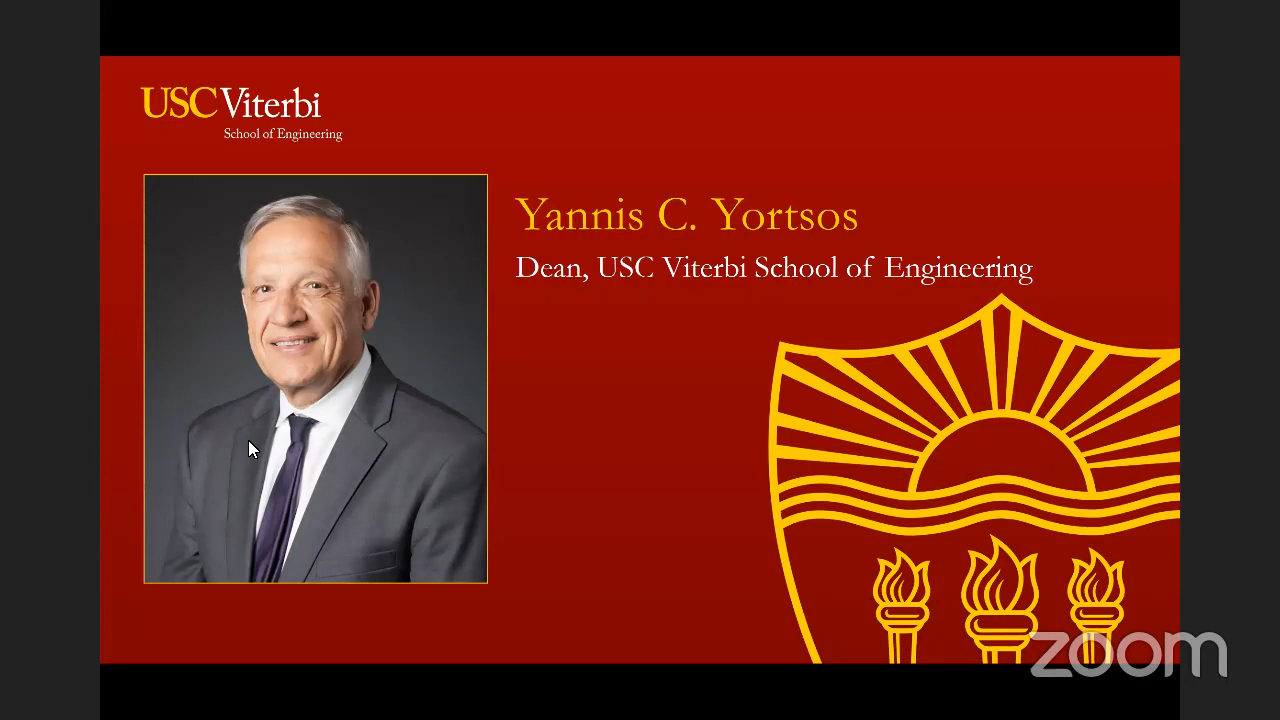 USC Viterbi
School of Engineering
Yannis C. Yortsos
Dean, USC Viterbi School of Engineering
zoom